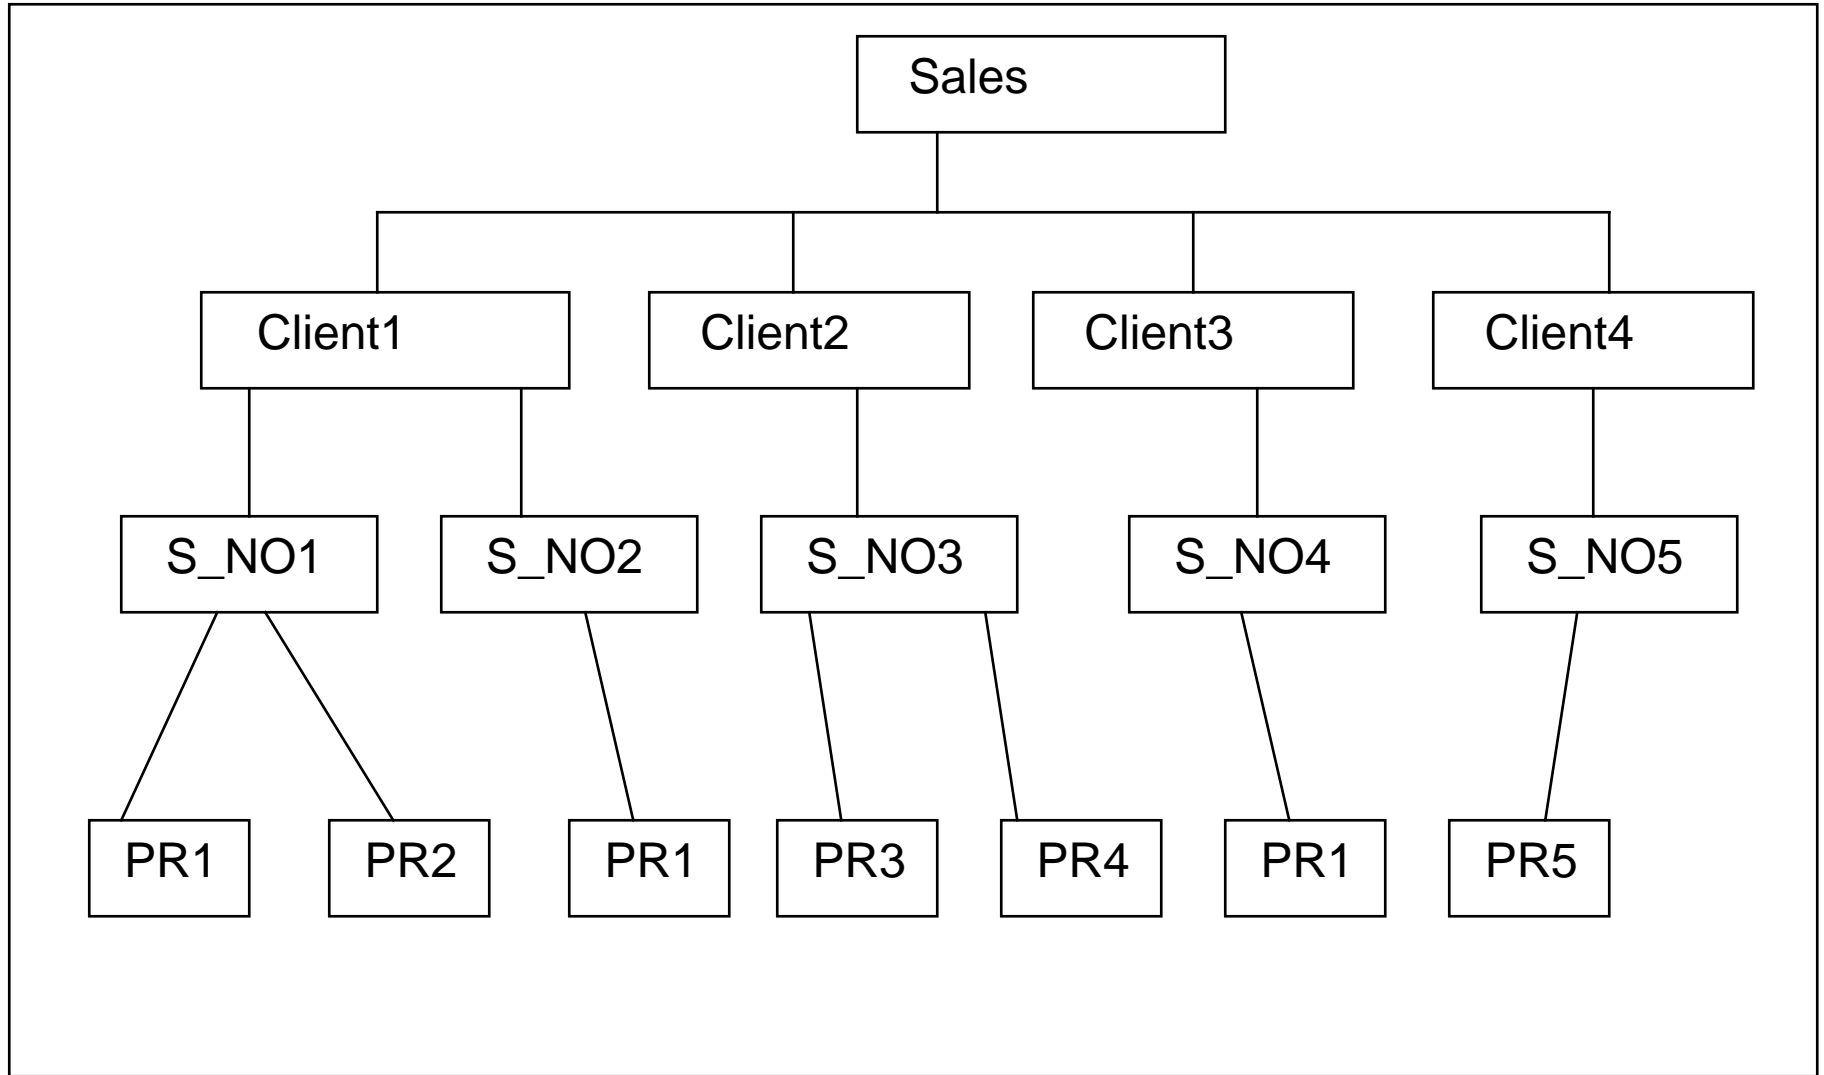 Sales
Client1 Client2 Client3 Client4
S_NO1 S_NO2 S_NO3 S_NO4 S_NO5
PR1 PR2 PR1 PR3 PR4 PR1 PR5